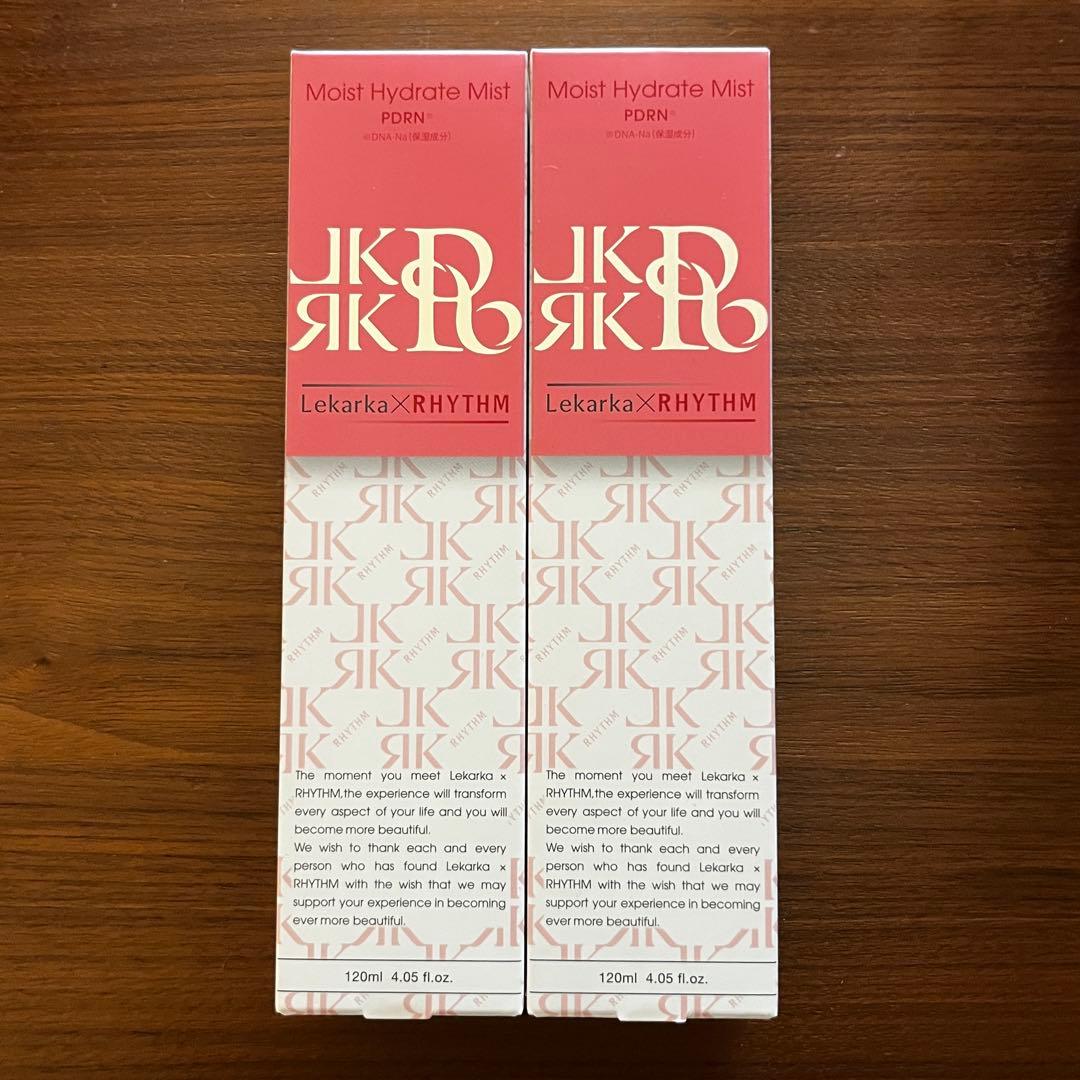 Moist Hydrate Mist
PDRN※
※DNA-Na(保湿成分)
LK
RK
R
Lekarka×RHYTHM
The moment you meet Lekarka ×
RHYTHM,the experience will transform
every aspect of your life and you will
become more beautiful.
We wish to thank each and every
person who has found Lekarka ×
RHYTHM with the wish that we may
support your experience in becoming
ever more beautiful.
120ml 4.05 fl.oz.
Moist Hydrate Mist
PDRN※
※DNA-Na(保湿成分)
LK
RK
R
Lekarka×RHYTHM
The moment you meet Lekarka ×
RHYTHM,the experience will transform
every aspect of your life and you will
become more beautiful.
We wish to thank each and every
person who has found Lekarka ×
RHYTHM with the wish that we may
support your experience in becoming
ever more beautiful.
120ml 4.05 fl.oz.